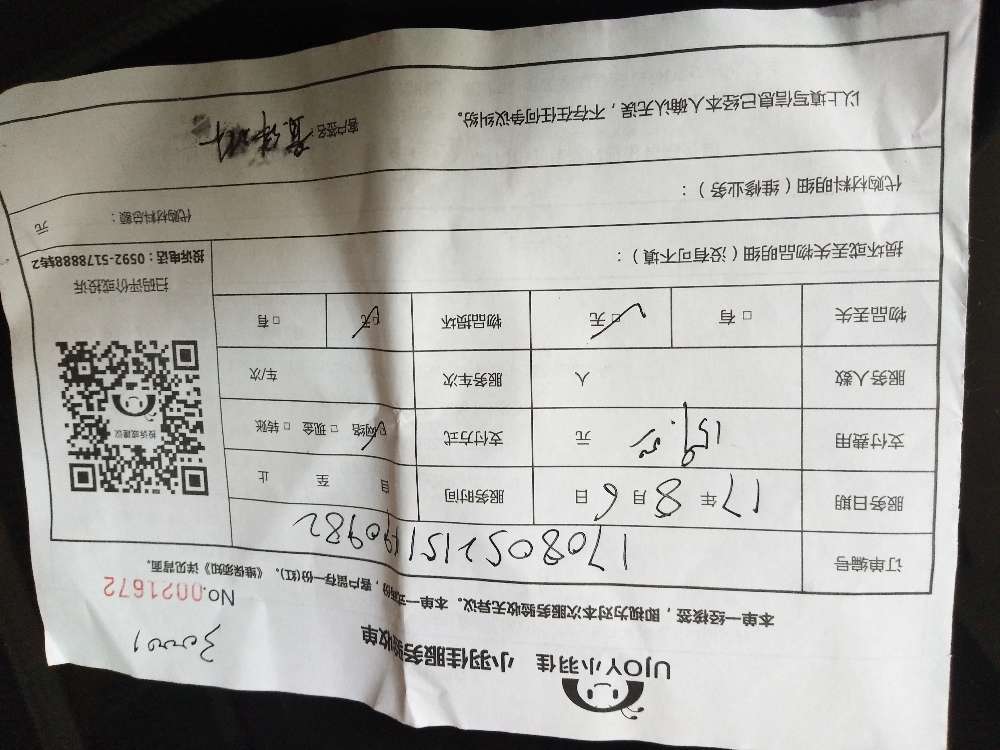 UJOY小羽佳 小羽佳服务验收单
30001
No.0021672
本单一经接签，即视为对本次服务验收无异议。本单一式两份，客户留存一份(红)。《维保须知》详见背面。
订单编号 170805215190982
服务日期 17年8月6日 服务时间 自 至 止
支付费用 元 支付方式 网络 □现金 □转账
服务人数 人 服务车次 车/次
物品丢失 □有 □无 物品损坏 □无 □有
投诉或建议
扫码评价或投诉
投诉电话：0592-5178888转2
损坏或丢失物品明细（没有可不填）：
代购材料明细（维修业务）： 代购材料总额： 元
以上填写信息已经本人确认无误，不存在任何争议纠纷。 客户签名